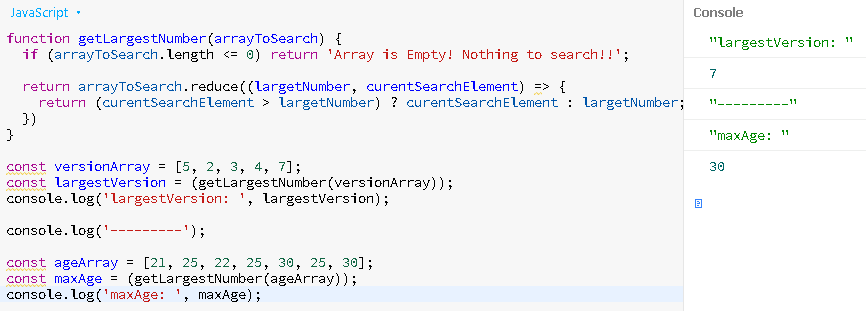 JavaScript
function getLargestNumber(arrayToSearch) {
if (arrayToSearch.length <= 0) return 'Array is Empty! Nothing to search!!';
return arrayToSearch.reduce((largetNumber, curentSearchElement) => {
return (curentSearchElement > largetNumber) ? curentSearchElement : largetNumber;
})
}
const versionArray = [5, 2, 3, 4, 7];
const largestVersion = (getLargestNumber(versionArray));
console.log('largestVersion: ', largestVersion);
console.log('---------');
const ageArray = [21, 25, 22, 25, 30, 25, 30];
const maxAge = (getLargestNumber(ageArray));
console.log('maxAge: ', maxAge);
Console
"largestVersion: "
7
"---------"
"maxAge: "
30